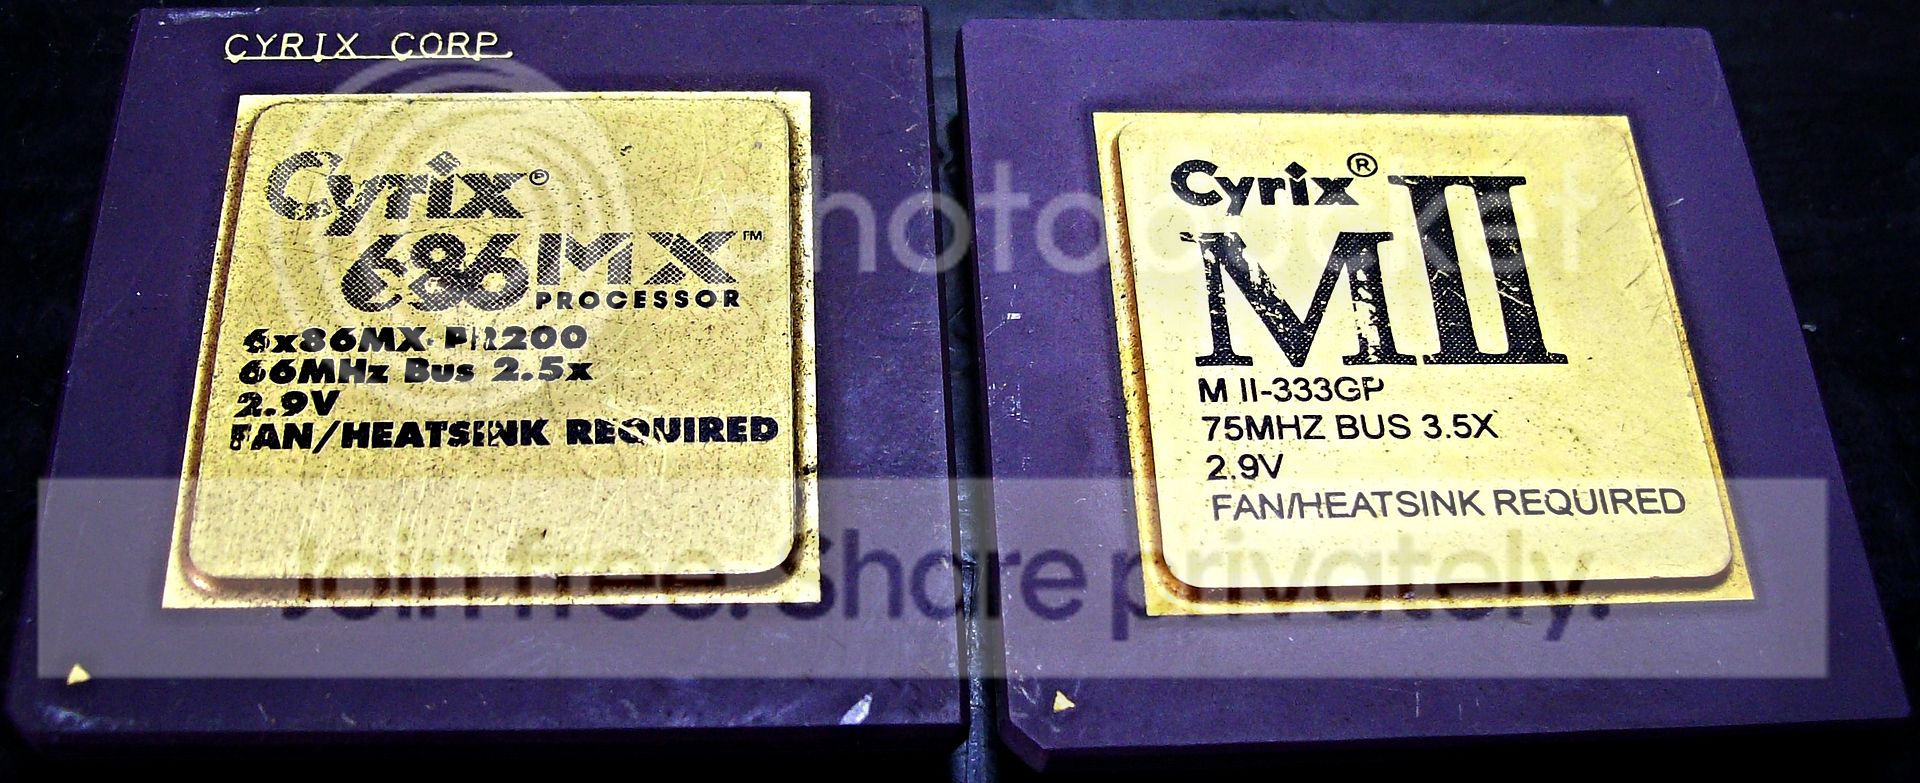 CYRIX CORP.
Cyrix®
686MX™
PROCESSOR
6x86MX-PR200
66MHz Bus 2.5x
2.9V
FAN/HEATSINK REQUIRED
Cyrix®
MII
M II-333GP
75MHZ BUS 3.5X
2.9V
FAN/HEATSINK REQUIRED
photobucket
Join free. Share privately.